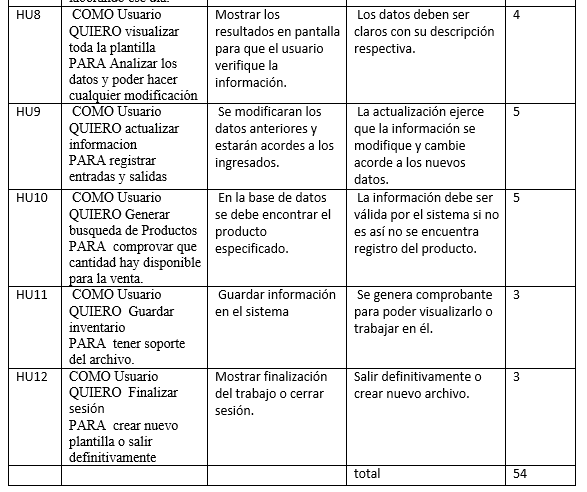 laborando ese día.
HU8
COMO Usuario
QUIERO visualizar
toda la plantilla
PARA Analizar los
datos y poder hacer
cualquier modificación
Mostrar los
resultados en pantalla
para que el usuario
verifique la
información.
Los datos deben ser
claros con su descripción
respectiva.
4
HU9
COMO Usuario
QUIERO actualizar
informacion
PARA registrar
entradas y salidas
Se modificaran los
datos anteriores y
estarán acordes a los
ingresados.
La actualización ejerce
que la información se
modifique y cambie
acorde a los nuevos
datos.
5
HU10
COMO Usuario
QUIERO Generar
busqueda de Productos
PARA comprovar que
cantidad hay disponible
para la venta.
En la base de datos
se debe encontrar el
producto
especificado.
La información debe ser
válida por el sistema si no
es así no se encuentra
registro del producto.
5
HU11
COMO Usuario
QUIERO Guardar
inventario
PARA tener soporte
del archivo.
Guardar información
en el sistema
Se genera comprobante
para poder visualizarlo o
trabajar en él.
3
HU12
COMO Usuario
QUIERO Finalizar
sesión
PARA crear nuevo
plantilla o salir
definitivamente
Mostrar finalización
del trabajo o cerrar
sesión.
Salir definitivamente o
crear nuevo archivo.
3
total
54